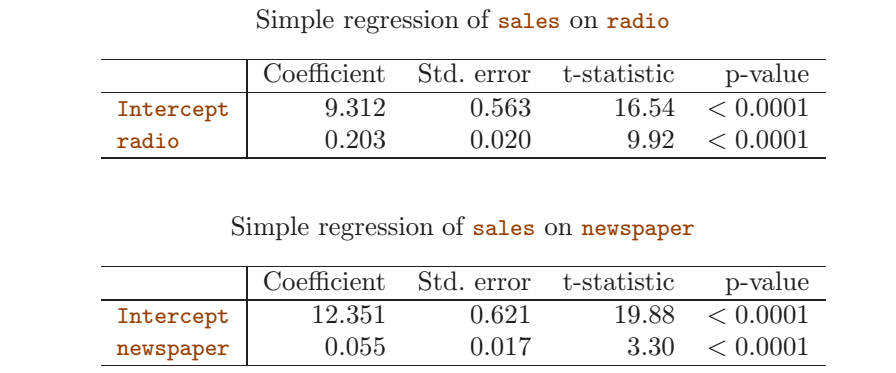 Simple regression of sales on radio
Coefficient Std. error t-statistic p-value
Intercept 9.312 0.563 16.54 < 0.0001
radio 0.203 0.020 9.92 < 0.0001
Simple regression of sales on newspaper
Coefficient Std. error t-statistic p-value
Intercept 12.351 0.621 19.88 < 0.0001
newspaper 0.055 0.017 3.30 < 0.0001